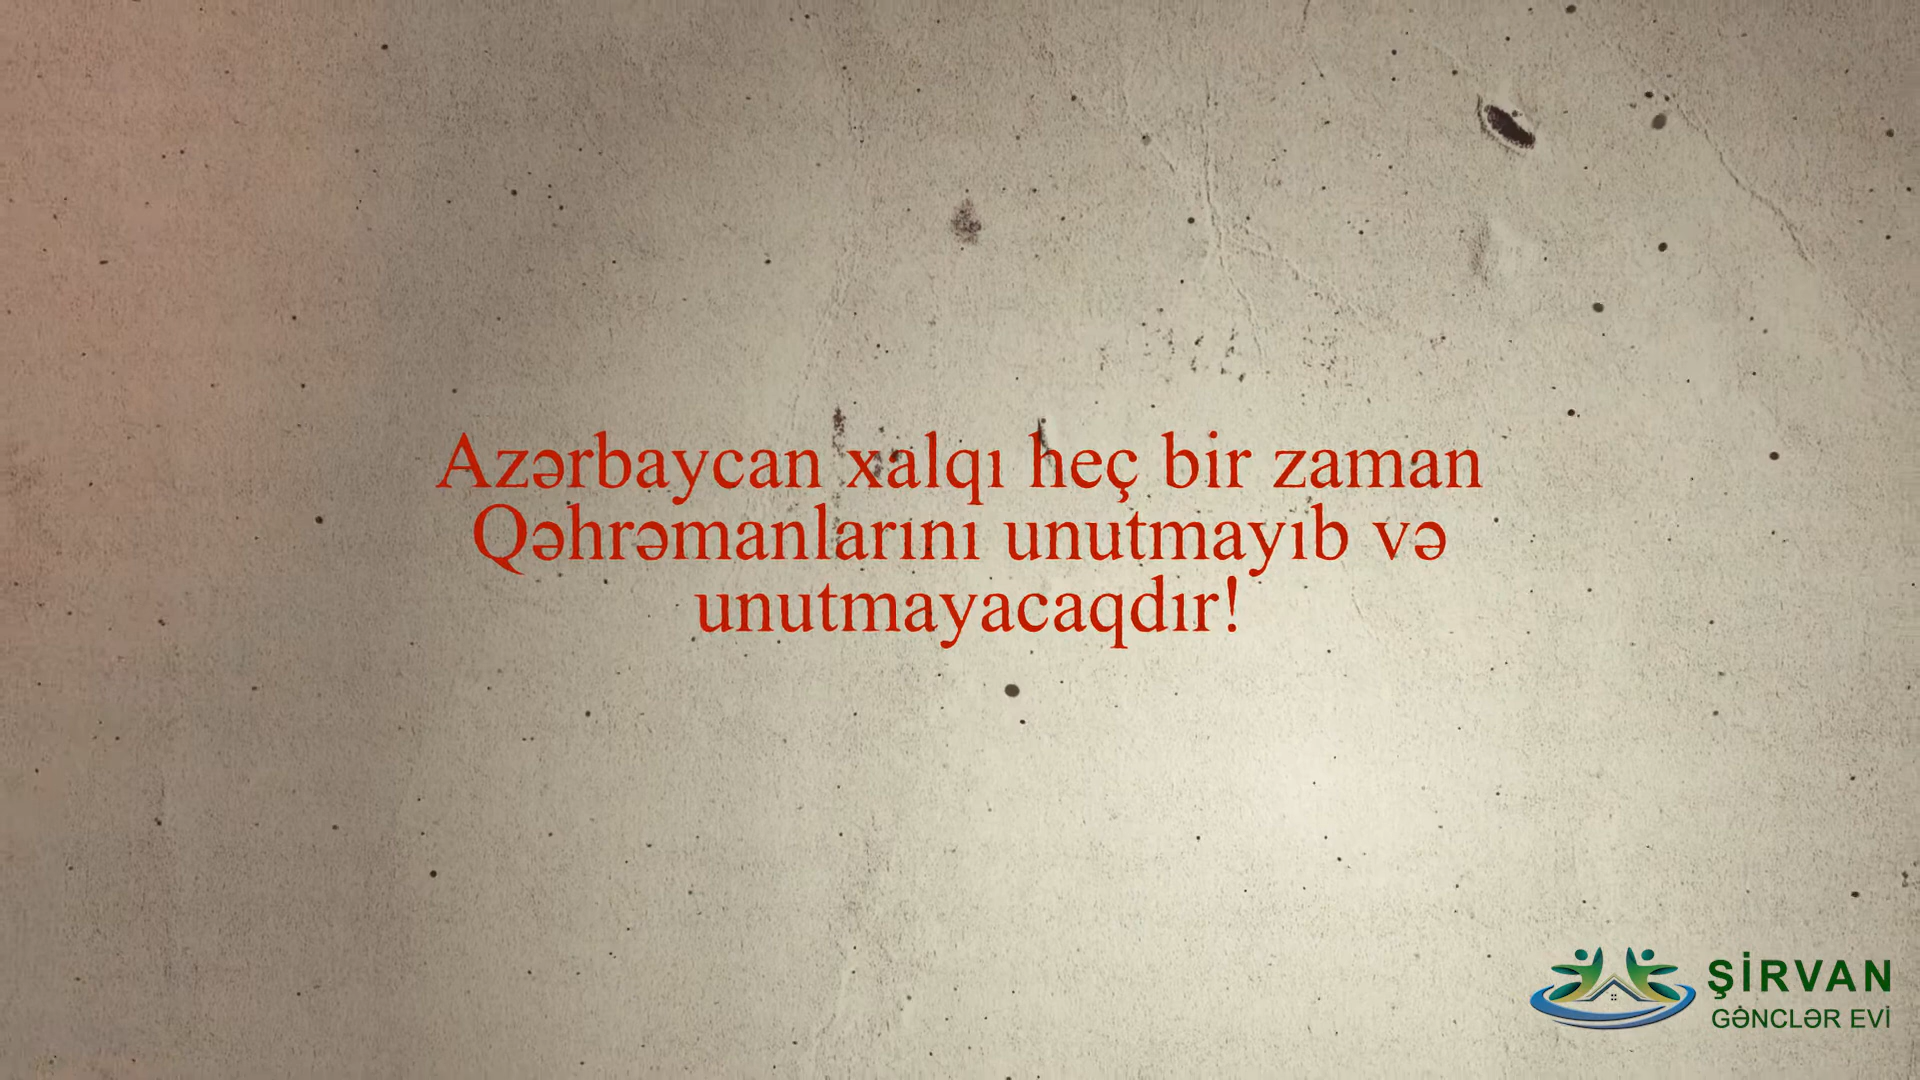 Azərbaycan xalqı heç bir zaman
Qəhrəmanlarını unutmayıb və
unutmayacaqdır!
ŞİRVAN
GƏNCLƏR EVİ